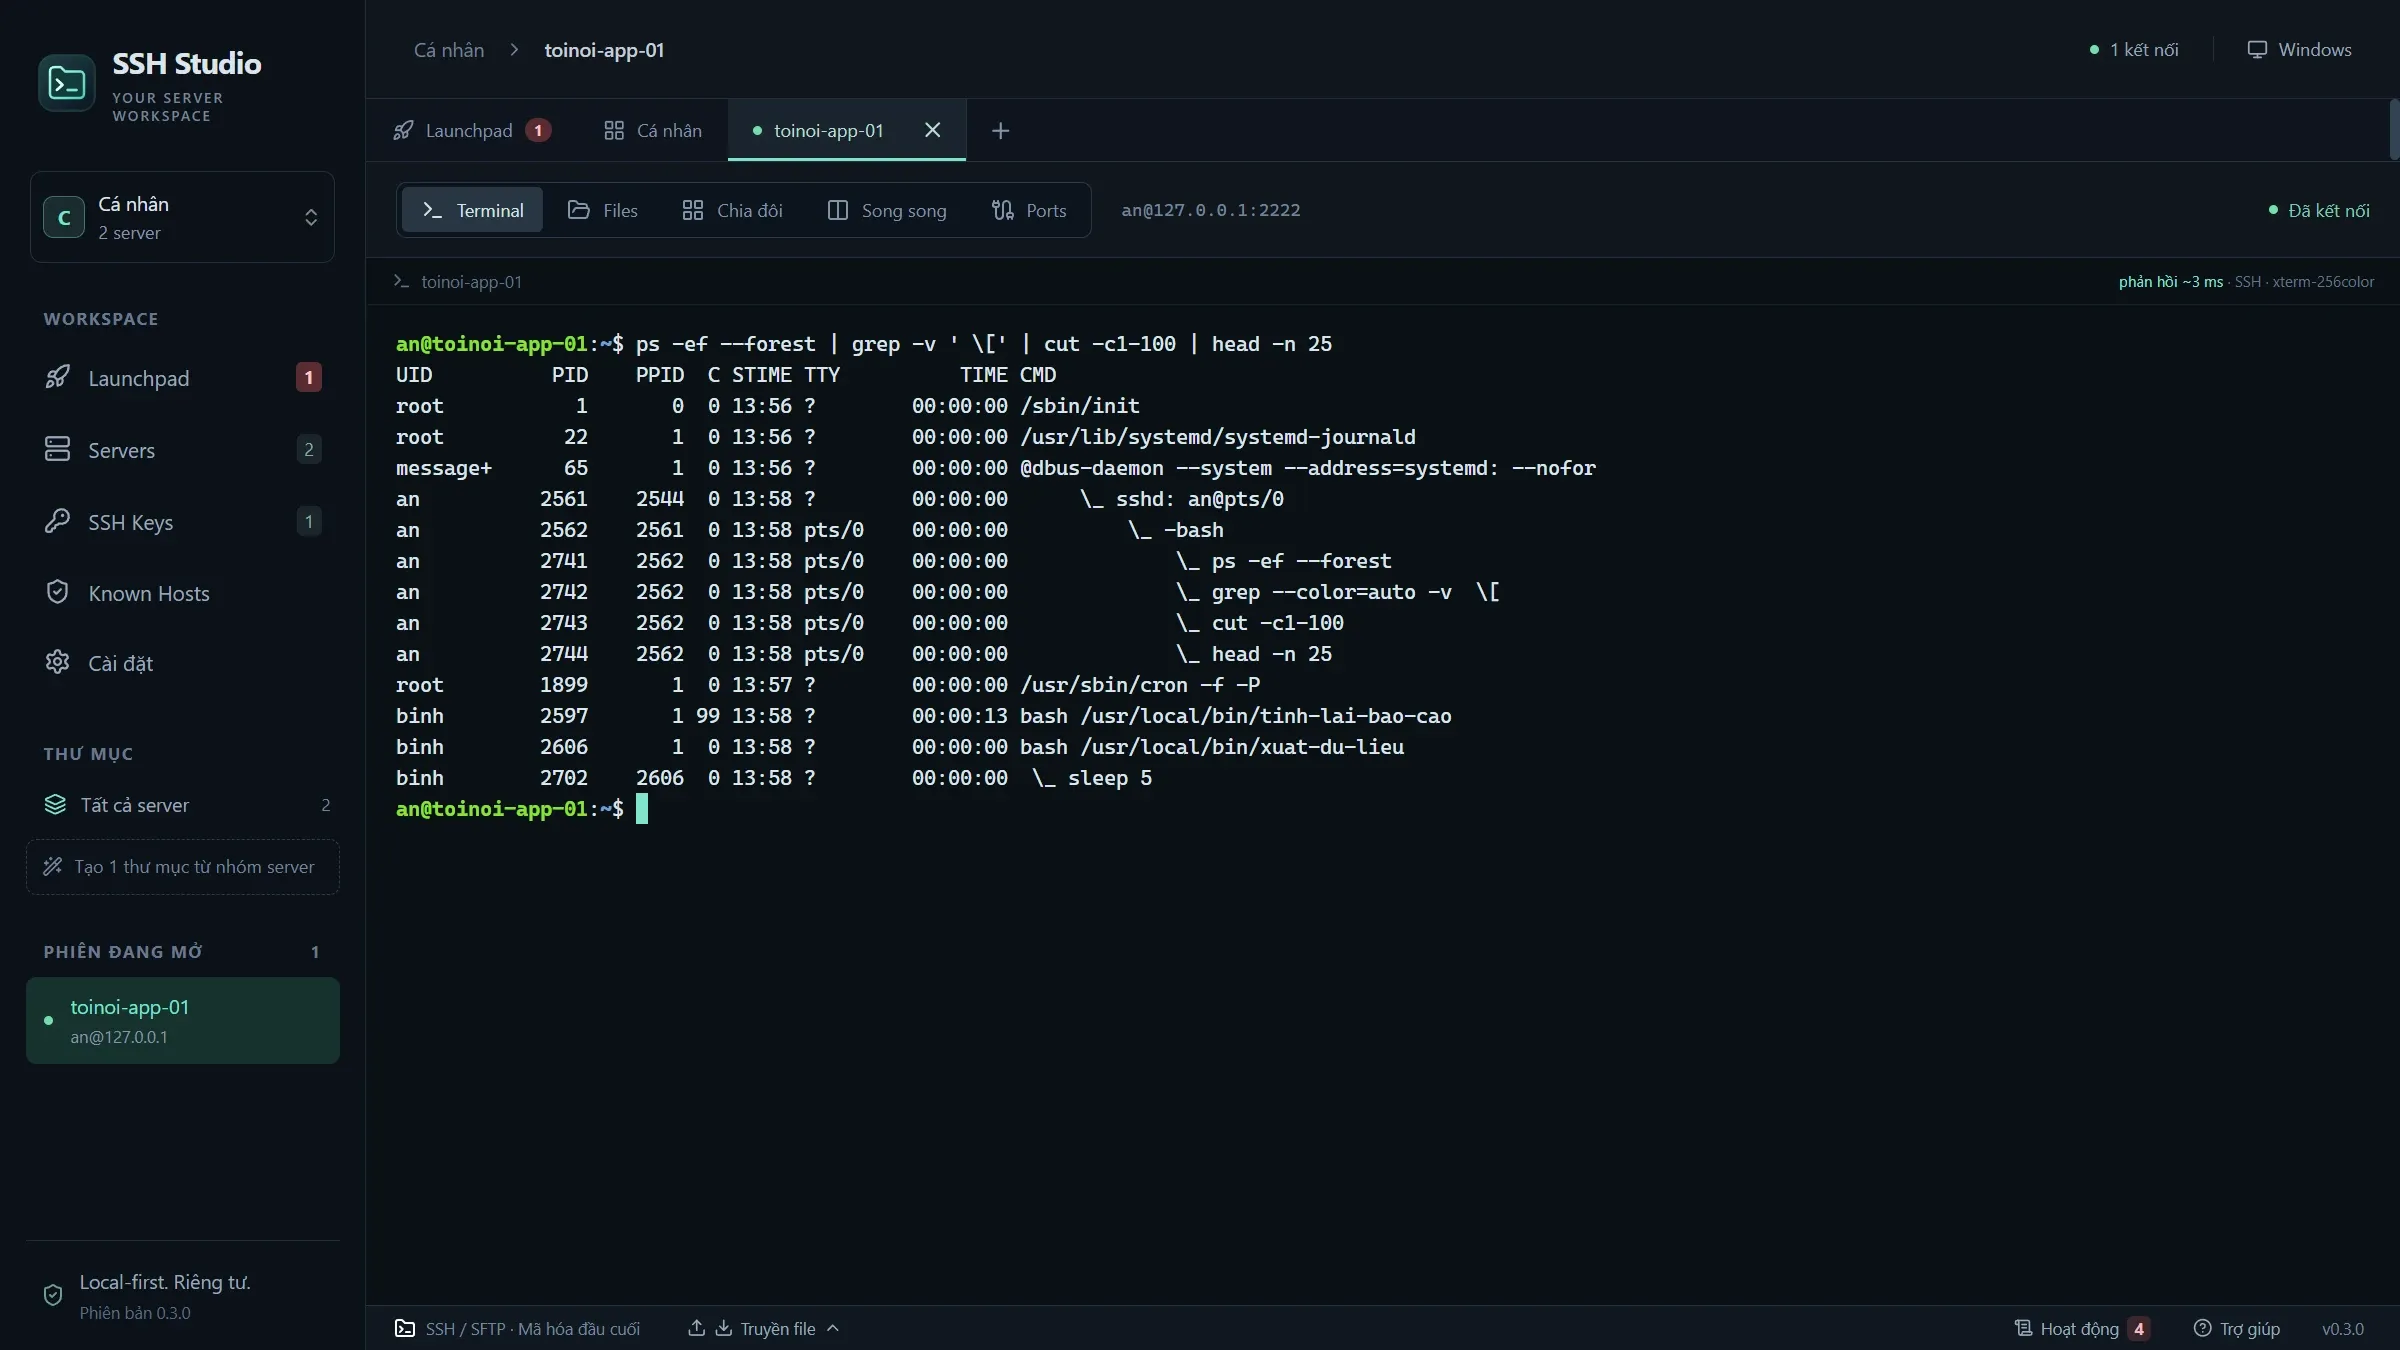 SSH Studio
YOUR SERVER
WORKSPACE
C
Cá nhân
2 server
WORKSPACE
Launchpad 1
Servers 2
SSH Keys 1
Known Hosts
Cài đặt
THƯ MỤC
Tất cả server 2
Tạo 1 thư mục từ nhóm server
PHIÊN ĐANG MỞ 1
toinoi-app-01
an@127.0.0.1
Local-first. Riêng tư.
Phiên bản 0.3.0
Cá nhân > toinoi-app-01
1 kết nối
Windows
Launchpad 1
Cá nhân
toinoi-app-01
Terminal
Files
Chia đôi
Song song
Ports
an@127.0.0.1:2222
Đã kết nối
toinoi-app-01
phản hồi ~3 ms · SSH · xterm-256color
an@toinoi-app-01:~$ ps -ef --forest | grep -v ' \[' | cut -c1-100 | head -n 25
UID          PID    PPID  C STIME TTY          TIME CMD
root           1       0  0 13:56 ?        00:00:00 /sbin/init
root          22       1  0 13:56 ?        00:00:00 /usr/lib/systemd/systemd-journald
message+      65       1  0 13:56 ?        00:00:00 @dbus-daemon --system --address=systemd: --nofor
an          2561    2544  0 13:58 ?        00:00:00      \_ sshd: an@pts/0
an          2562    2561  0 13:58 pts/0    00:00:00          \_ -bash
an          2741    2562  0 13:58 pts/0    00:00:00              \_ ps -ef --forest
an          2742    2562  0 13:58 pts/0    00:00:00              \_ grep --color=auto -v  \[
an          2743    2562  0 13:58 pts/0    00:00:00              \_ cut -c1-100
an          2744    2562  0 13:58 pts/0    00:00:00              \_ head -n 25
root        1899       1  0 13:57 ?        00:00:00 /usr/sbin/cron -f -P
binh        2597       1 99 13:58 ?        00:00:13 bash /usr/local/bin/tinh-lai-bao-cao
binh        2606       1  0 13:58 ?        00:00:00 bash /usr/local/bin/xuat-du-lieu
binh        2702    2606  0 13:58 ?        00:00:00  \_ sleep 5
an@toinoi-app-01:~$
SSH / SFTP · Mã hóa đầu cuối
Truyền file
Hoạt động 4
Trợ giúp
v0.3.0